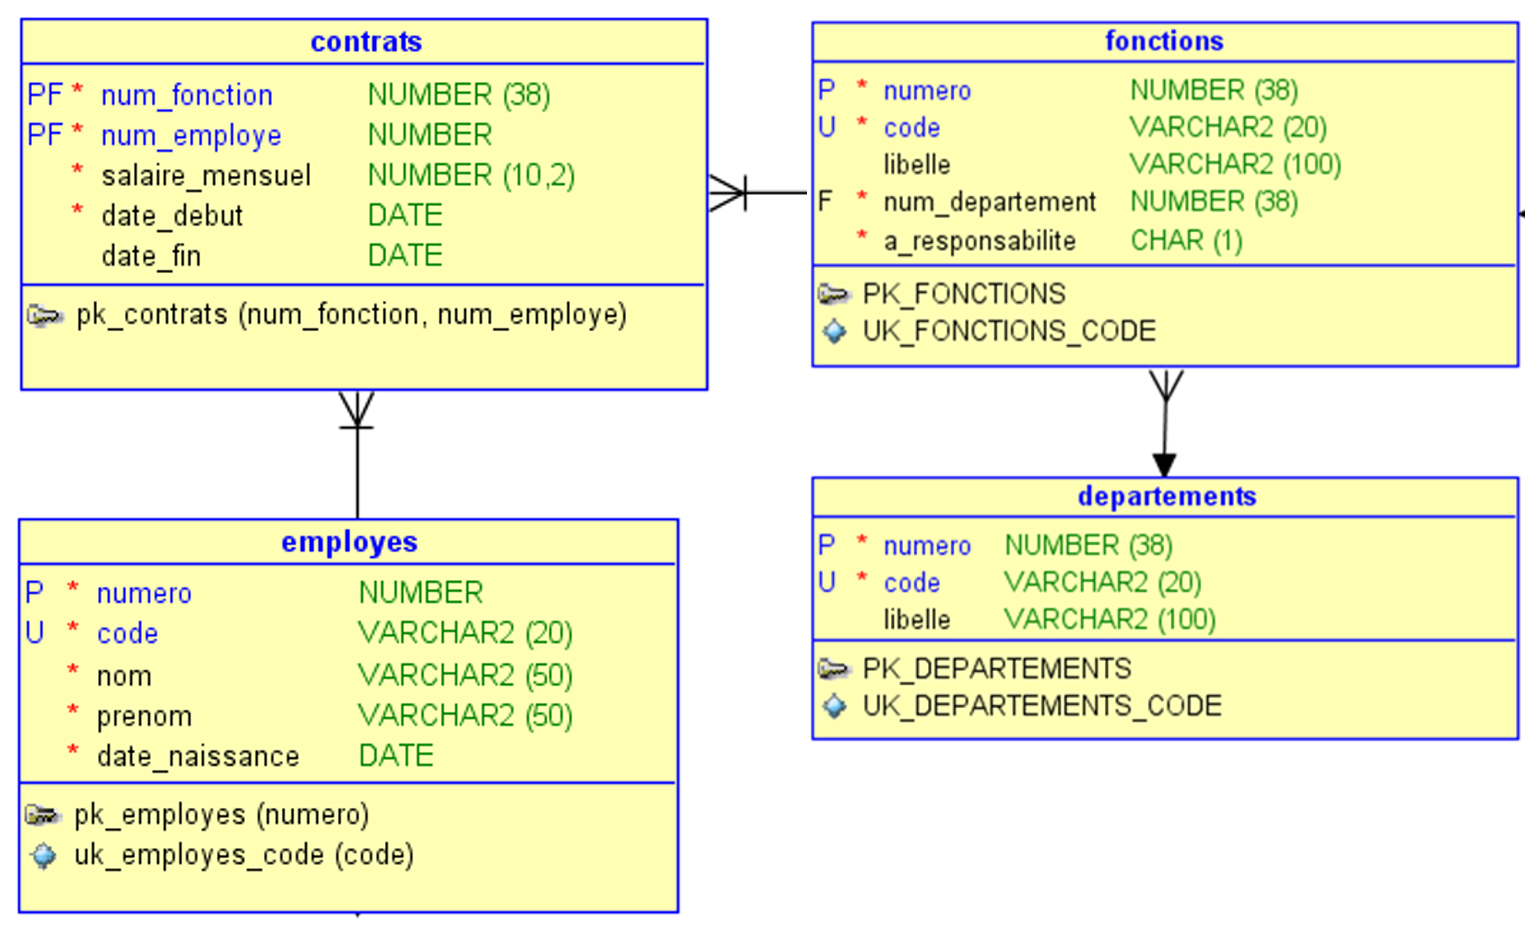 contrats
PF * num_fonction NUMBER (38)
PF * num_employe NUMBER
* salaire_mensuel NUMBER (10,2)
* date_debut DATE
date_fin DATE
pk_contrats (num_fonction, num_employe)
fonctions
P * numero NUMBER (38)
U * code VARCHAR2 (20)
libelle VARCHAR2 (100)
F * num_departement NUMBER (38)
* a_responsabilite CHAR (1)
PK_FONCTIONS
UK_FONCTIONS_CODE
employes
P * numero NUMBER
U * code VARCHAR2 (20)
* nom VARCHAR2 (50)
* prenom VARCHAR2 (50)
* date_naissance DATE
pk_employes (numero)
uk_employes_code (code)
departements
P * numero NUMBER (38)
U * code VARCHAR2 (20)
libelle VARCHAR2 (100)
PK_DEPARTEMENTS
UK_DEPARTEMENTS_CODE